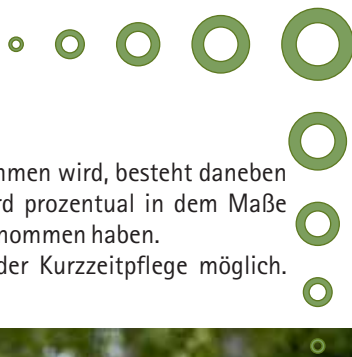 mmen wird, besteht daneben
rd prozentual in dem Maße
nommen haben.
der Kurzzeitpflege möglich.